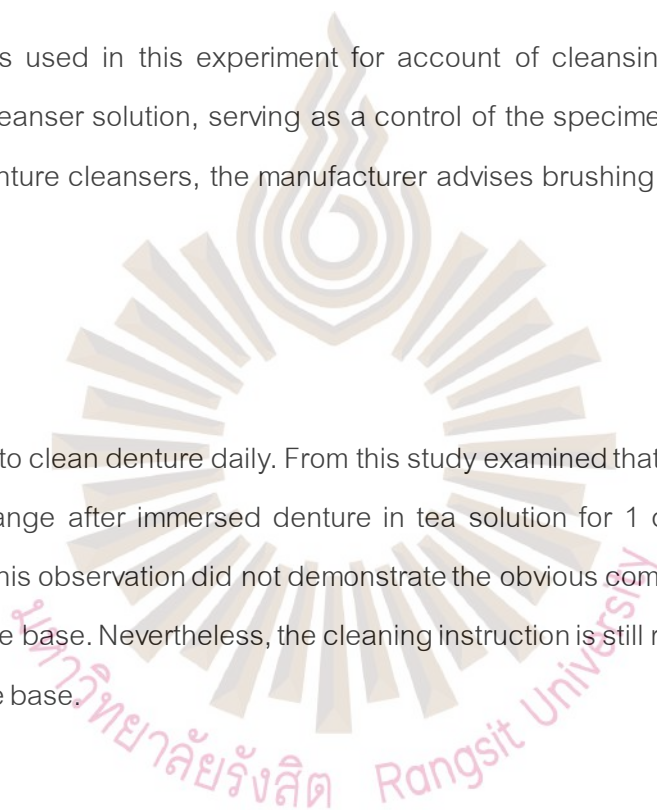 s used in this experiment for account of cleansin
eanser solution, serving as a control of the specime
nture cleansers, the manufacturer advises brushing
to clean denture daily. From this study examined that
ange after immersed denture in tea solution for 1 c
his observation did not demonstrate the obvious com
e base. Nevertheless, the cleaning instruction is still r
e base.
มหาวิทยาลัยรังสิต Rangsit University